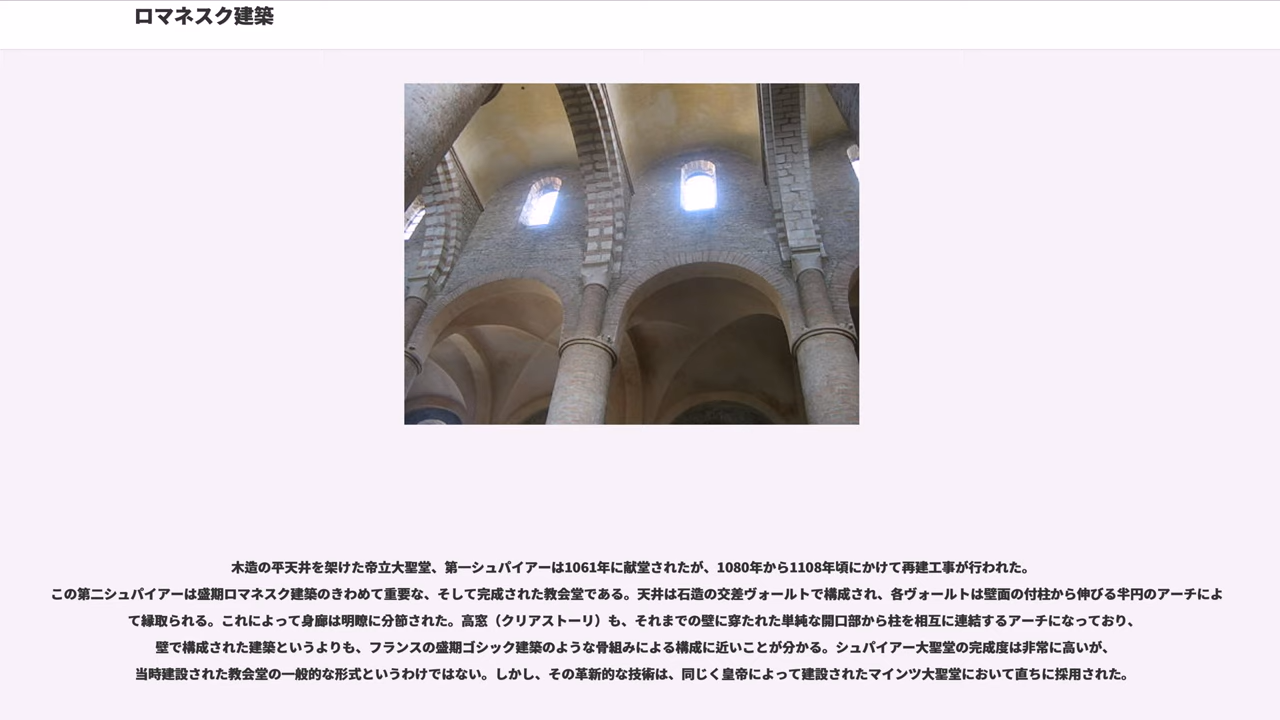 ロマネスク建築
木造の平天井を架けた帝立大聖堂、第一シュパイアーは1061年に献堂されたが、1080年から1108年頃にかけて再建工事が行われた。
この第二シュパイアーは盛期ロマネスク建築のきわめて重要な、そして完成された教会堂である。天井は石造の交差ヴォールトで構成され、各ヴォールトは壁面の付柱から伸びる半円のアーチによ
て縁取られる。これによって身廊は明瞭に分節された。高窓（クリアストーリ）も、それまでの壁に穿たれた単純な開口部から柱を相互に連結するアーチになっており、
壁で構成された建築というよりも、フランスの盛期ゴシック建築のような骨組みによる構成に近いことが分かる。シュパイアー大聖堂の完成度は非常に高いが、
当時建設された教会堂の一般的な形式というわけではない。しかし、その革新的な技術は、同じく皇帝によって建設されたマインツ大聖堂において直ちに採用された。